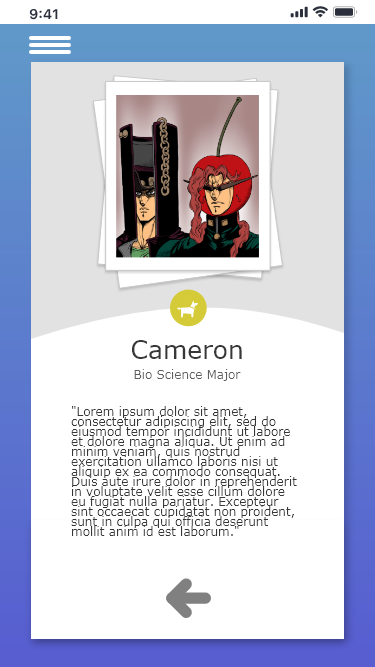 9:41
Cameron
Bio Science Major
"Lorem ipsum dolor sit amet,
consectetur adipiscing elit, sed do
eiusmod tempor incididunt ut labore
et dolore magna aliqua. Ut enim ad
minim veniam, quis nostrud
exercitation ullamco laboris nisi ut
aliquip ex ea commodo consequat.
Duis aute irure dolor in reprehenderit
in voluptate velit esse cillum dolore
eu fugiat nulla pariatur. Excepteur
sint occaecat cupidatat non proident,
sunt in culpa qui officia deserunt
mollit anim id est laborum."